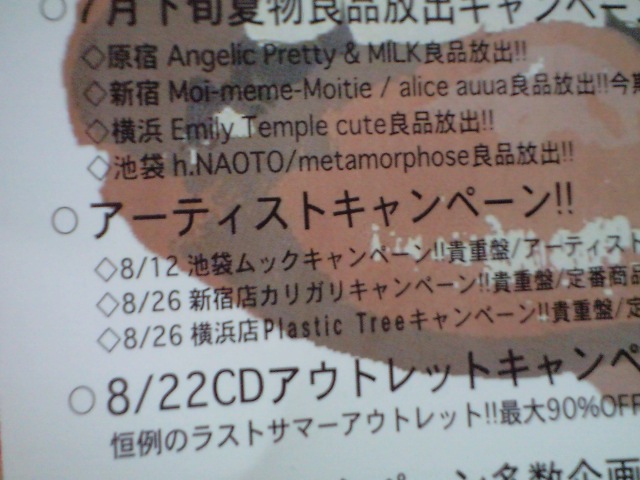 ○7月下旬夏物良品放出キャンペー
◇原宿 Angelic Pretty & MILK良品放出!!
◇新宿 Moi-meme-Moitie / alice auua良品放出!!今
◇横浜 Emily Temple cute良品放出!!
◇池袋 h.NAOTO/metamorphose良品放出!!
○ アーティストキャンペーン!!
◇8/12 池袋ムックキャンペーン!!貴重盤/アーティスト
◇8/26 新宿店カリガリキャンペーン!!貴重盤/定番商品
◇8/26 横浜店Plastic Treeキャンペーン!!貴重盤/定
○ 8/22CDアウトレットキャンペ
恒例のラストサマーアウトレット!!最大90%OFF
ペーン多数企画